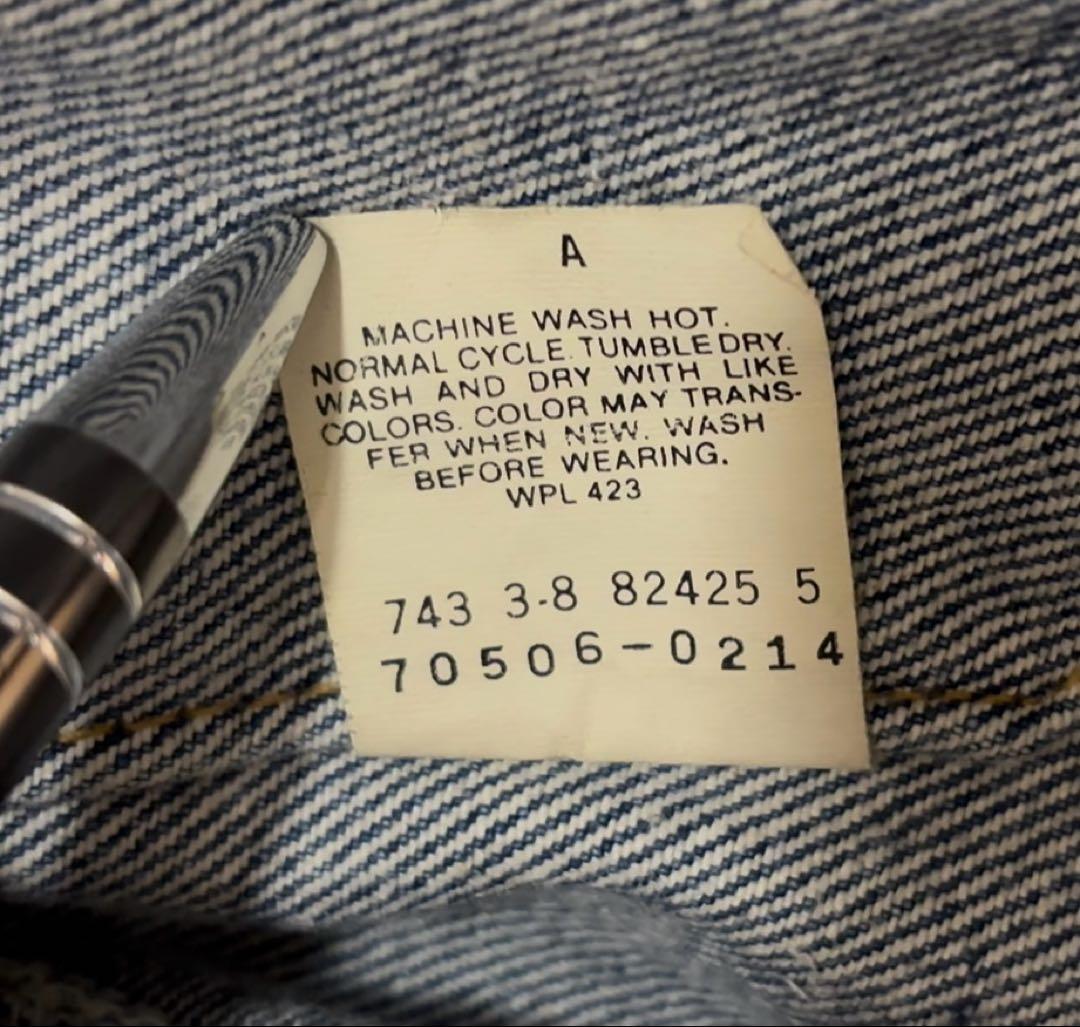 A
MACHINE WASH HOT.
NORMAL CYCLE. TUMBLE DRY.
WASH AND DRY WITH LIKE
COLORS. COLOR MAY TRANS-
FER WHEN NEW. WASH
BEFORE WEARING.
WPL 423
743 3-8 82425 5
70506-0214